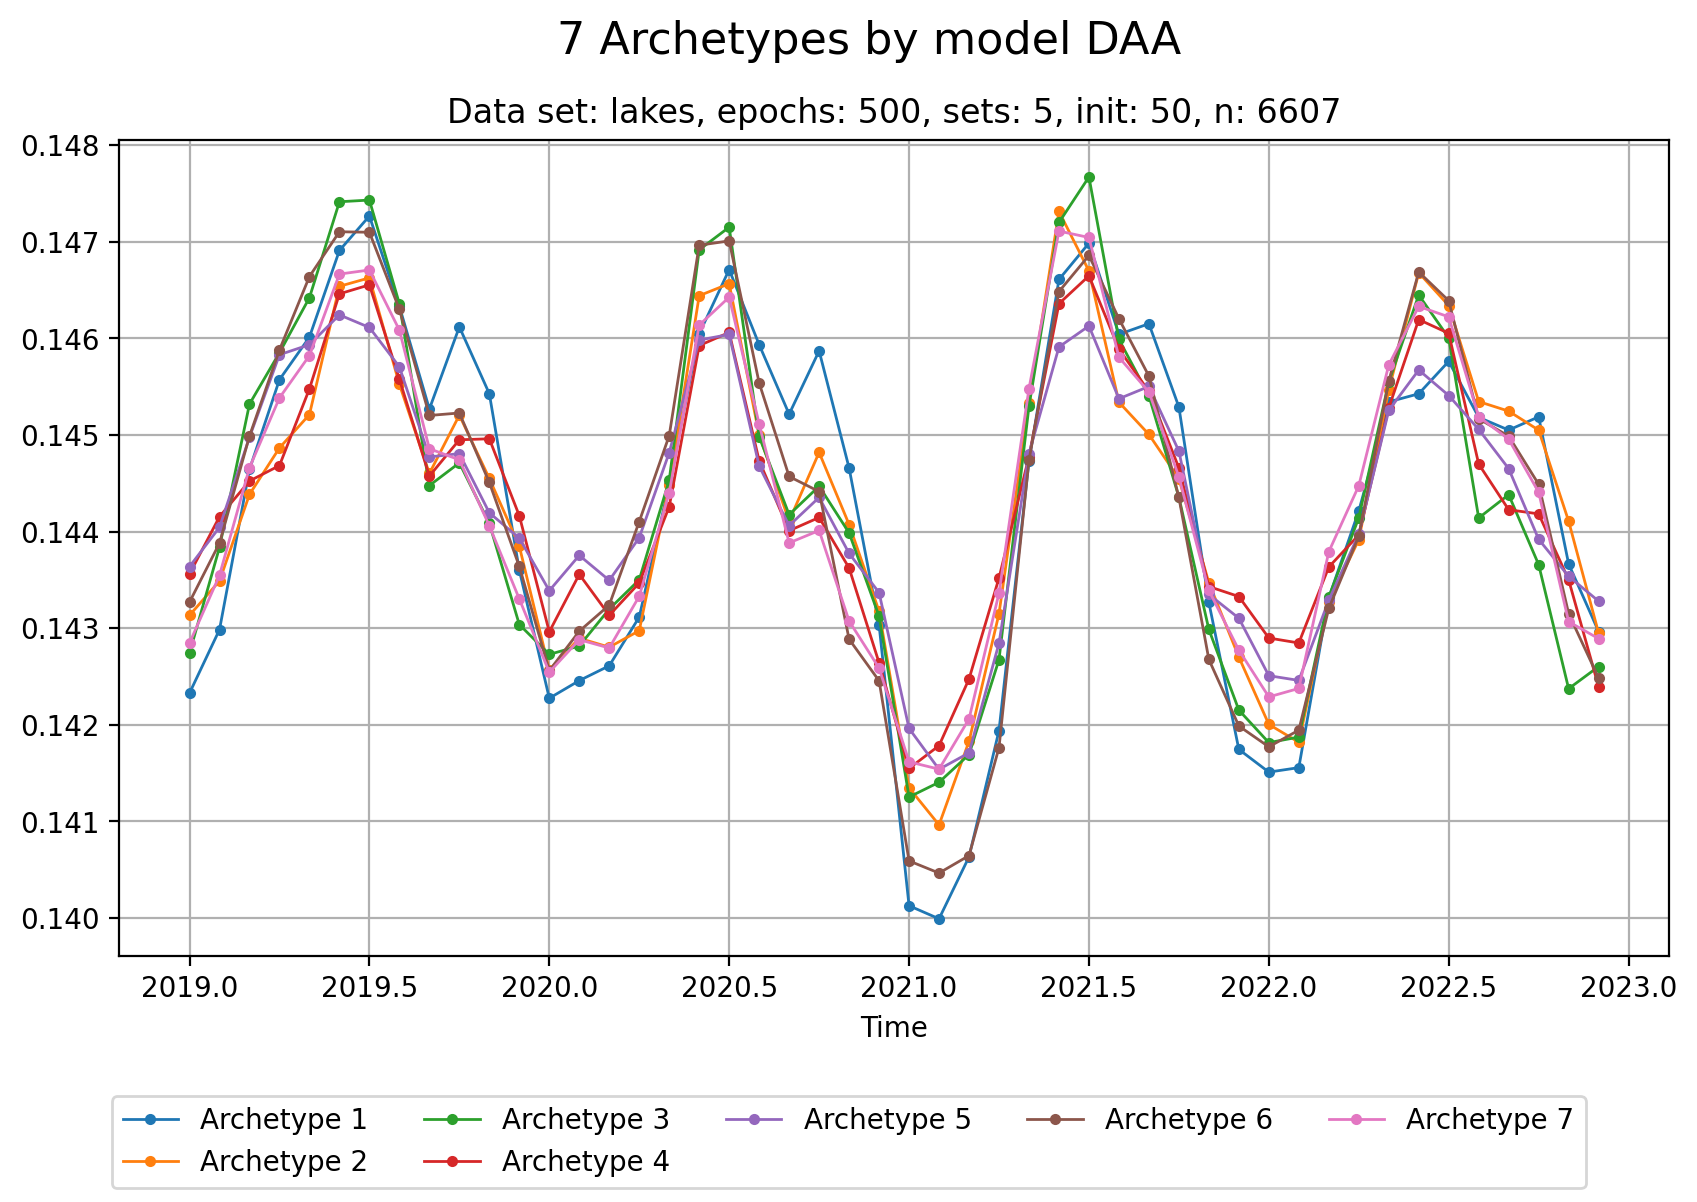 7 Archetypes by model DAA
Data set: lakes, epochs: 500, sets: 5, init: 50, n: 6607
0.148
0.147
0.146
0.145
0.144
0.143
0.142
0.141
0.140
2019.0 2019.5 2020.0 2020.5 2021.0 2021.5 2022.0 2022.5 2023.0
Time
Archetype 1 Archetype 3 Archetype 5 Archetype 6 Archetype 7
Archetype 2 Archetype 4